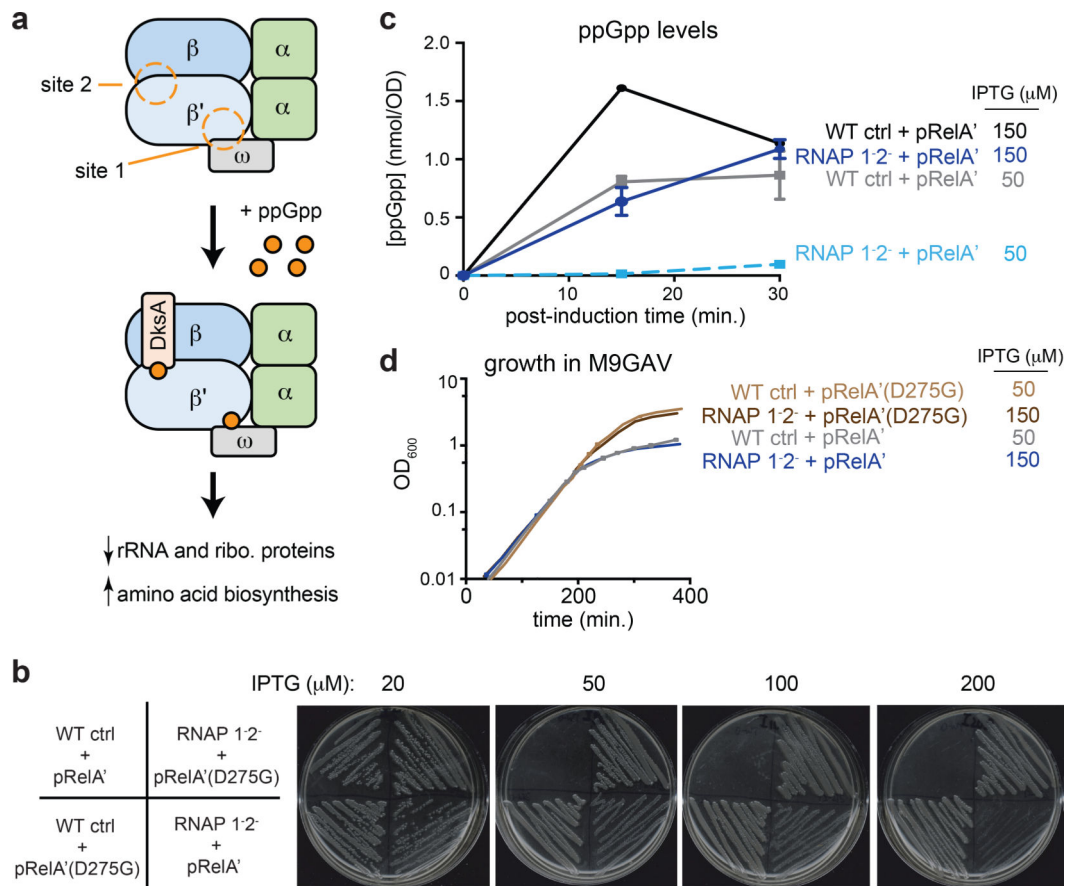 a
β
α
site 2
β'
α
site 1
ω
+ ppGpp
DksA
β
α
β'
α
ω
↓rRNA and ribo. proteins
↑amino acid biosynthesis
c
ppGpp levels
[ppGpp] (nmol/OD)
2.0
1.5
1.0
0.5
0
0
10
20
30
post-induction time (min.)
IPTG (μM)
WT ctrl + pRelA' 150
RNAP 1-2- + pRelA' 150
WT ctrl + pRelA' 50
RNAP 1-2- + pRelA' 50
d
growth in M9GAV
OD600
10
1
0.1
0.01
0
200
400
time (min.)
IPTG (μM)
WT ctrl + pRelA'(D275G) 50
RNAP 1-2- + pRelA'(D275G) 150
WT ctrl + pRelA' 50
RNAP 1-2- + pRelA' 150
b
IPTG (μM): 20 50 100 200
WT ctrl
+
pRelA'
RNAP 1-2-
+
pRelA'(D275G)
WT ctrl
+
pRelA'(D275G)
RNAP 1-2-
+
pRelA'